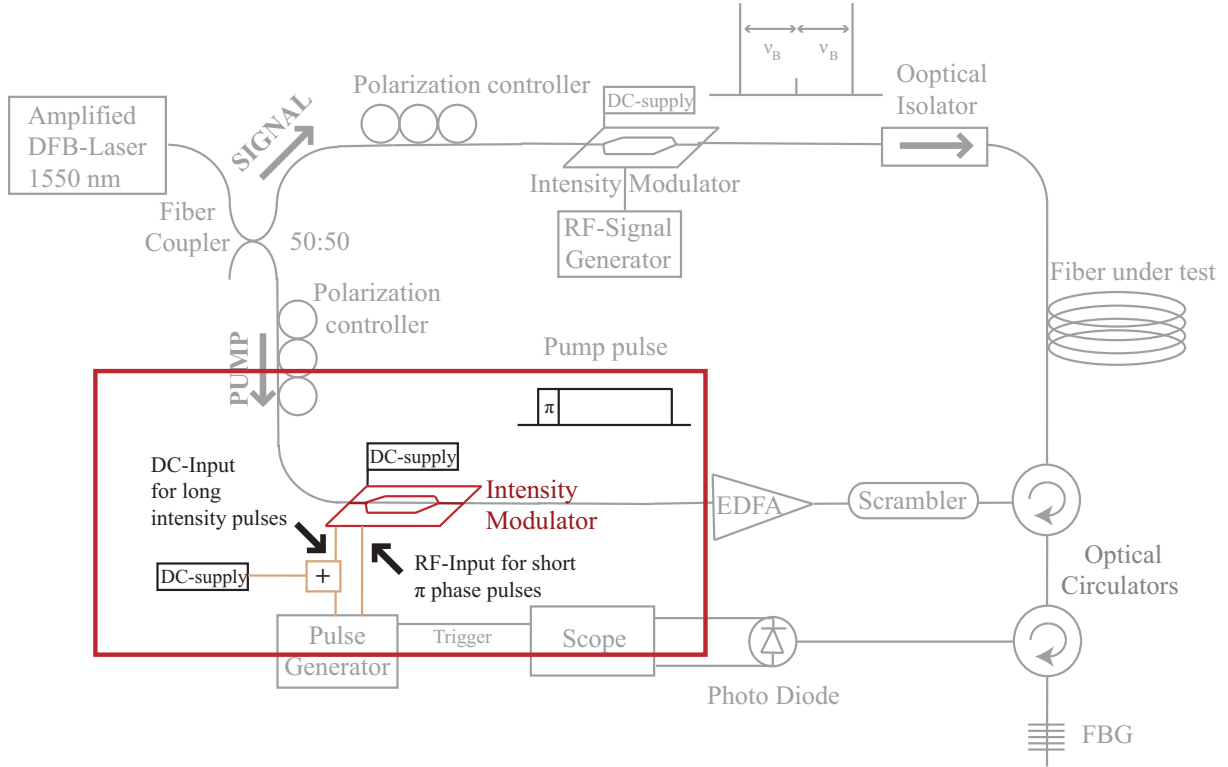 Amplified
DFB-Laser
1550 nm
SIGNAL
Polarization controller
DC-supply
ν_B ν_B
Ooptical
Isolator
Intensity Modulator
RF-Signal
Generator
Fiber
Coupler
50:50
Fiber under test
Polarization
controller
PUMP
Pump pulse
π
DC-Input
for long
intensity pulses
DC-supply
Intensity
Modulator
EDFA
Scrambler
DC-supply
+
RF-Input for short
π phase pulses
Optical
Circulators
Pulse
Generator
Trigger
Scope
Photo Diode
FBG